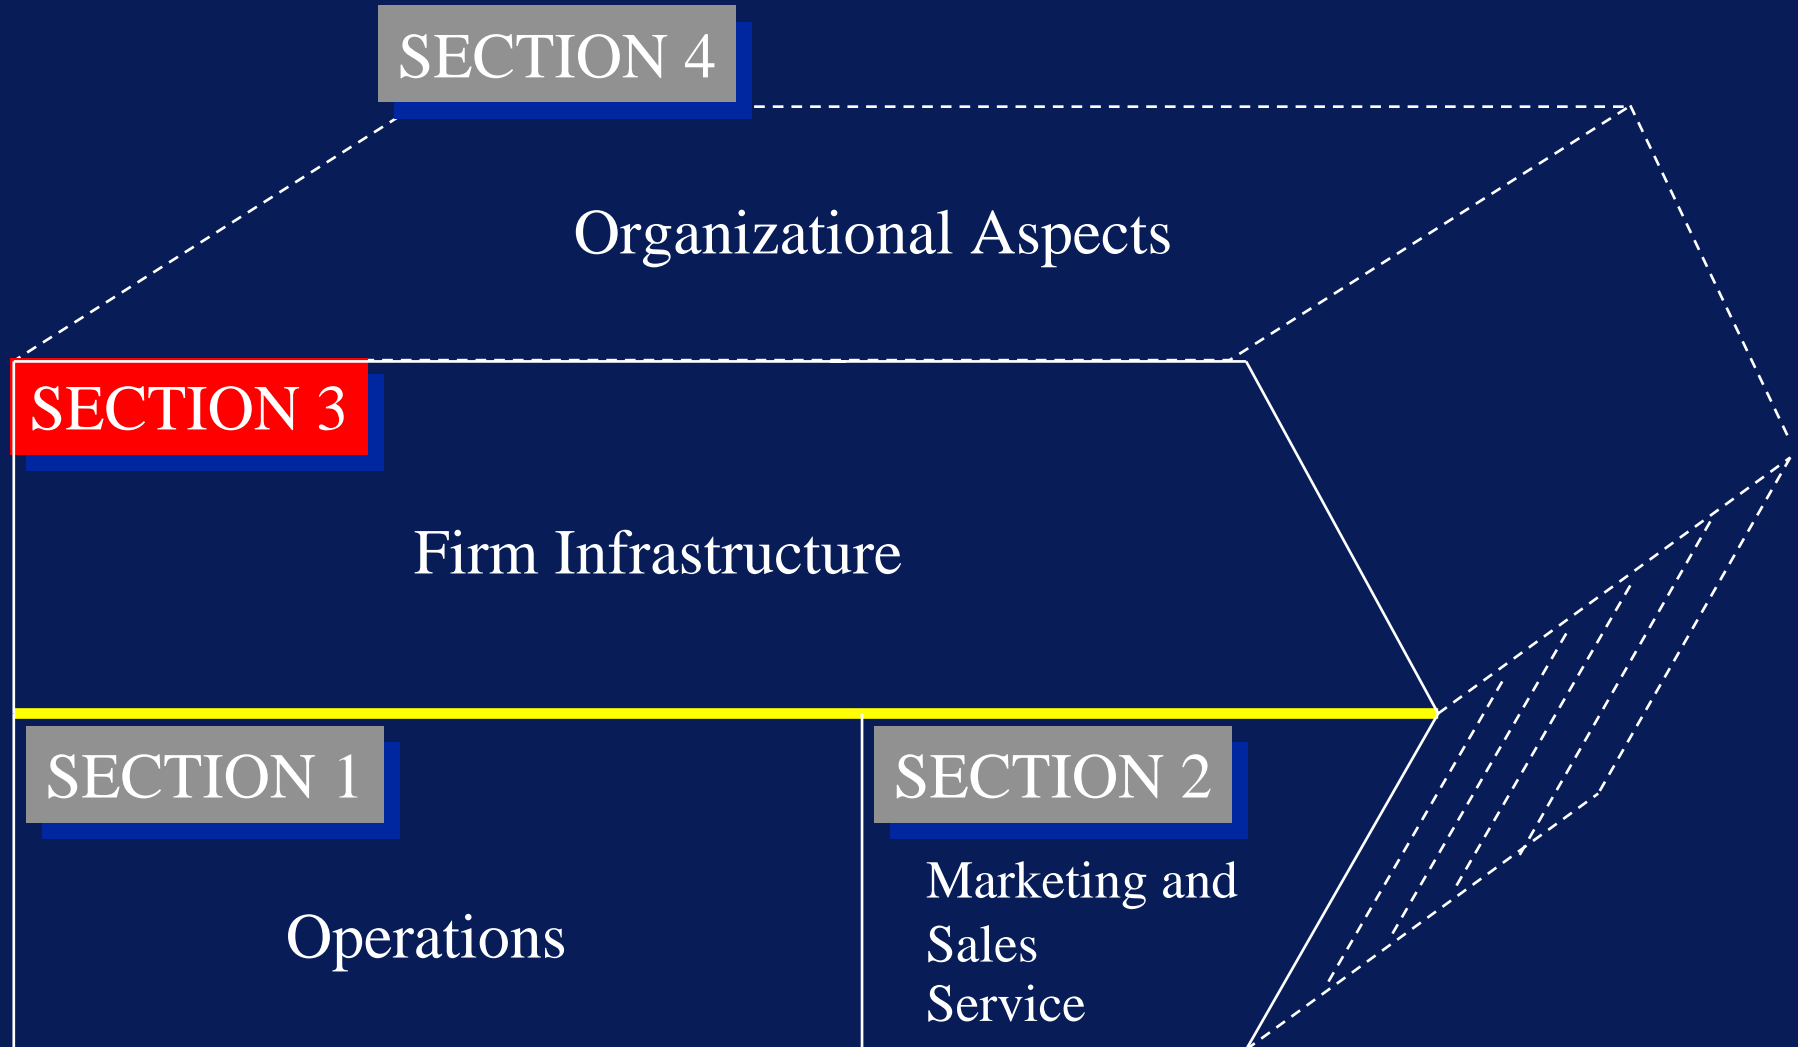 SECTION 4
Organizational Aspects
SECTION 3
Firm Infrastructure
SECTION 1
Operations
SECTION 2
Marketing and
Sales
Service